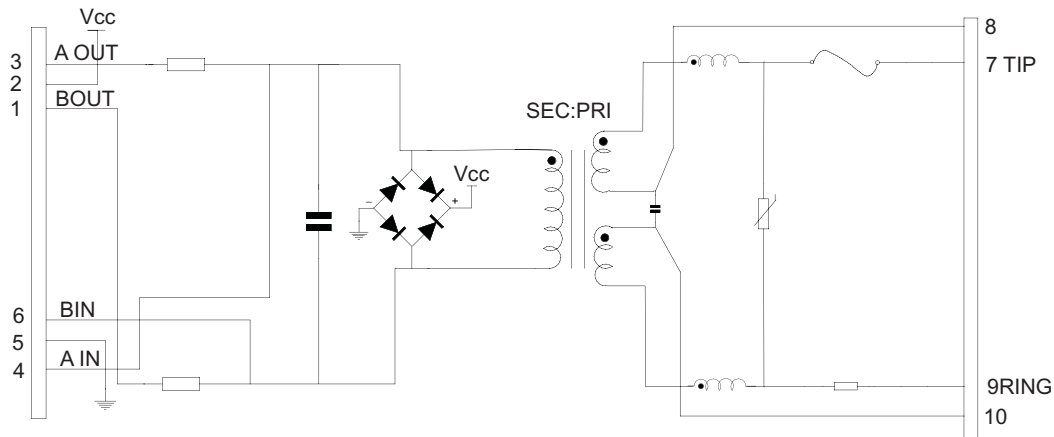 Vcc
3 A OUT
2
1 BOUT
SEC:PRI
Vcc
- +
6 BIN
5
4 A IN
8
7 TIP
9RING
10